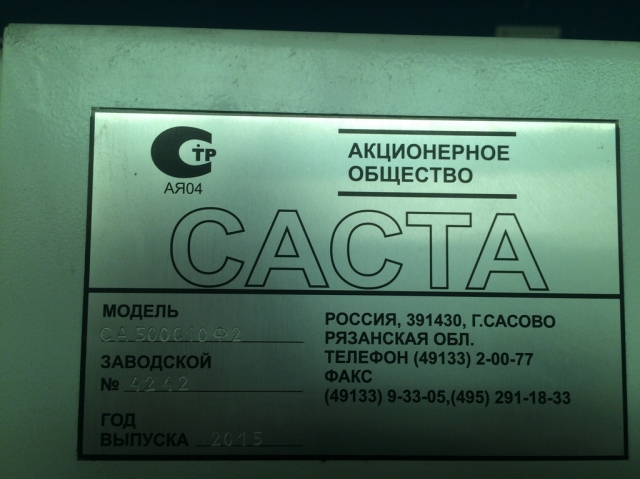 СТР
АЯ04
АКЦИОНЕРНОЕ
ОБЩЕСТВО
САСТА
МОДЕЛЬ
СА500С10Ф2
ЗАВОДСКОЙ
№ 4242
ГОД
ВЫПУСКА 2015
РОССИЯ, 391430, Г.САСОВО
РЯЗАНСКАЯ ОБЛ.
ТЕЛЕФОН (49133) 2-00-77
ФАКС
(49133) 9-33-05,(495) 291-18-33